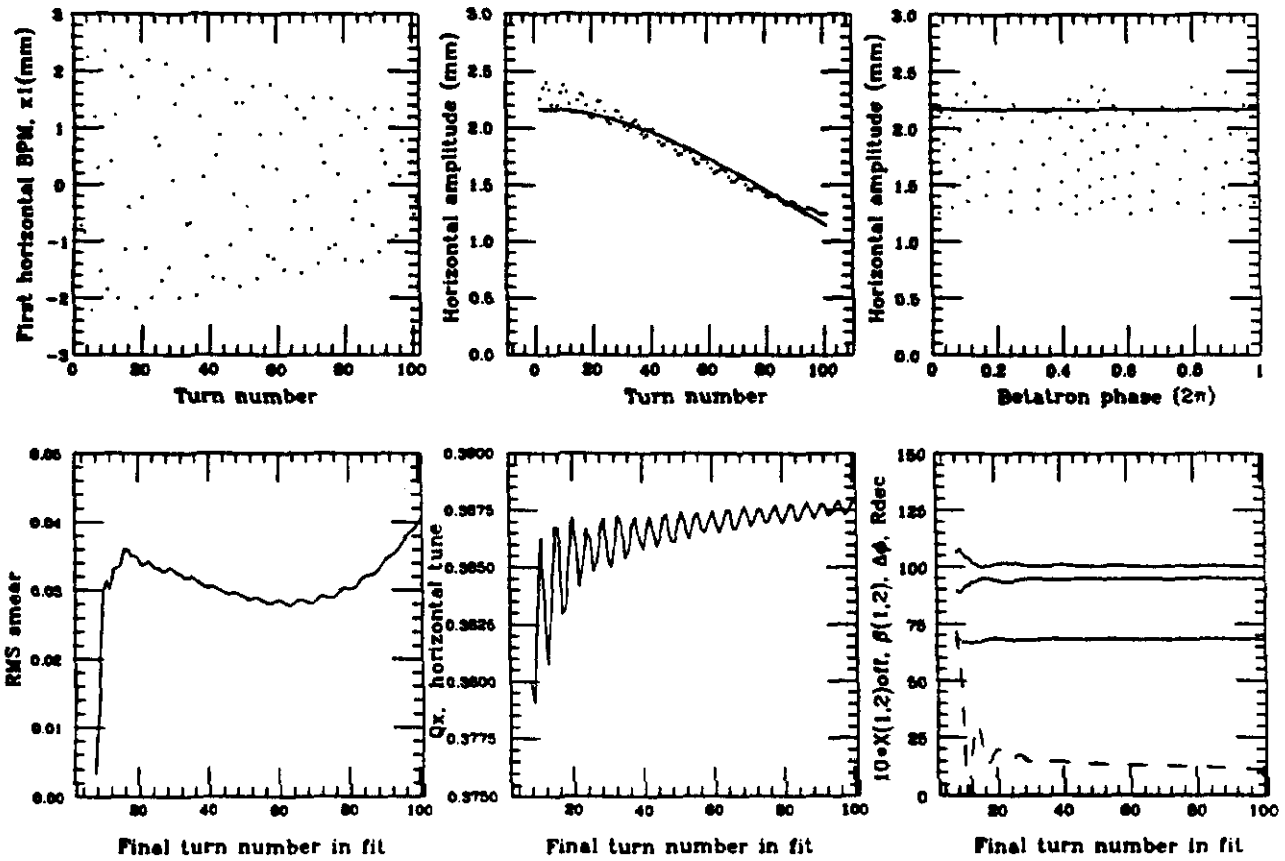 First horizontal BPM, x1(mm)
3
2
1
0
-1
-2
-3
0 20 40 60 80 100
Turn number
Horizontal amplitude (mm)
3.0
2.5
2.0
1.5
1.0
0.5
0.0
0 20 40 60 80 100
Turn number
Horizontal amplitude (mm)
3.0
2.5
2.0
1.5
1.0
0.5
0.0
0 0.2 0.4 0.6 0.8 1
Betatron phase (2π)
RMS smear
0.05
0.04
0.03
0.02
0.01
0.00
20 40 60 80 100
Final turn number in fit
Qx, horizontal tune
0.3900
0.3875
0.3850
0.3825
0.3800
0.3775
0.3750
20 40 60 80 100
Final turn number in fit
10*X(1,2)off, β(1,2), Δϕ, Rdec
150
125
100
75
50
25
0
20 40 60 80 100
Final turn number in fit